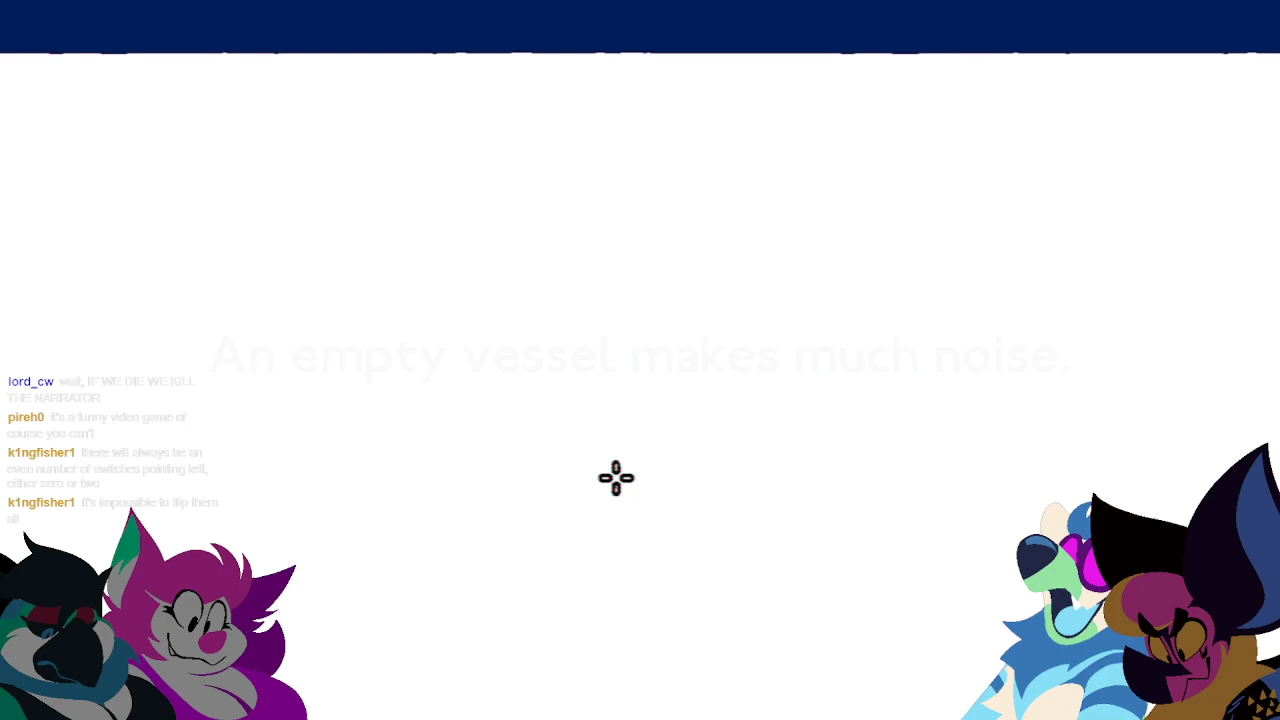 An empty vessel makes much noise.
lord_cw wait, IF WE DIE WE KILL
THE NARRATOR
pireh0 it's a funny video game of
course you can't
k1ngfisher1 there will always be an
even number of switches pointing left,
either zero or two
k1ngfisher1 it's impossible to flip them
all